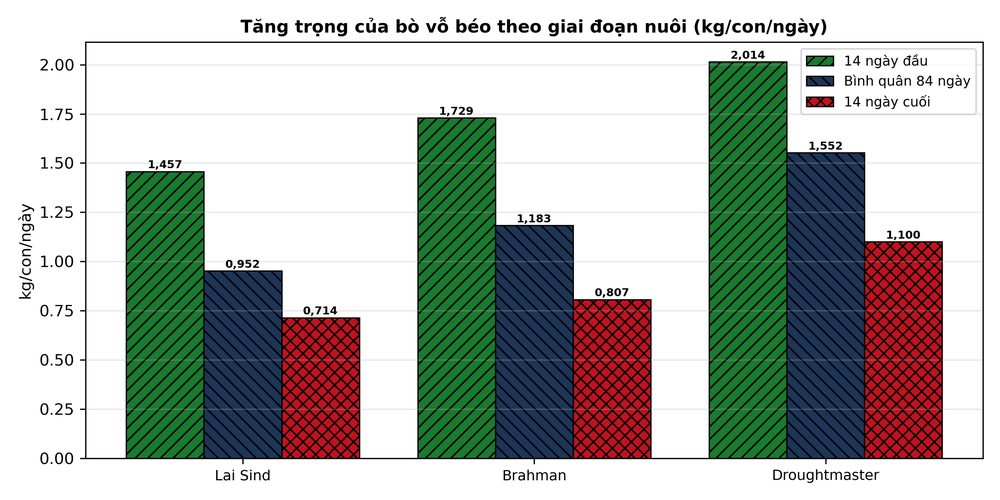 Tăng trọng của bò vỗ béo theo giai đoạn nuôi (kg/con/ngày)
14 ngày đầu
Bình quân 84 ngày
14 ngày cuối
kg/con/ngày
2.00
1.75
1.50
1.25
1.00
0.75
0.50
0.25
0.00
1,457
0,952
0,714
1,729
1,183
0,807
2,014
1,552
1,100
Lai Sind
Brahman
Droughtmaster